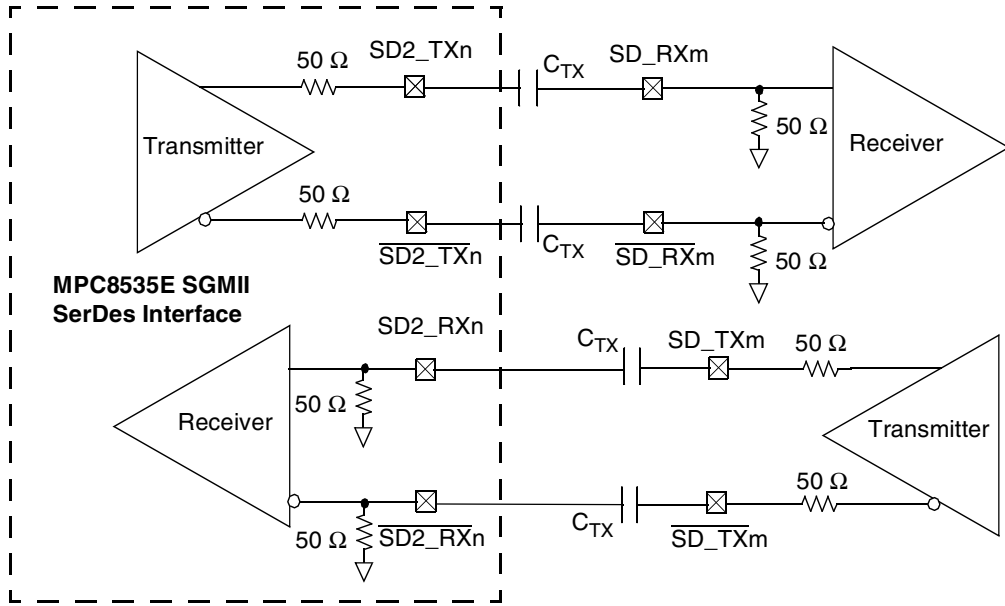 50 Ω
SD2_TXn
C_TX
SD_RXm
Transmitter
50 Ω
Receiver
50 Ω
SD2_TXn
C_TX
SD_RXm
50 Ω
MPC8535E SGMII
SerDes Interface
SD2_RXn
C_TX
SD_TXm
50 Ω
50 Ω
Receiver
Transmitter
50 Ω
50 Ω
SD2_RXn
C_TX
SD_TXm